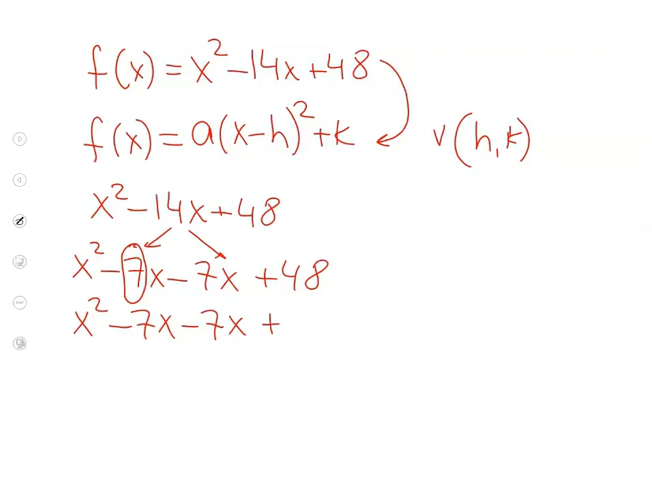 f(x) = x² - 14x + 48
f(x) = a(x-h)² + k
V(h, k)
x² - 14x + 48
x² - 7x - 7x + 48
x² - 7x - 7x +